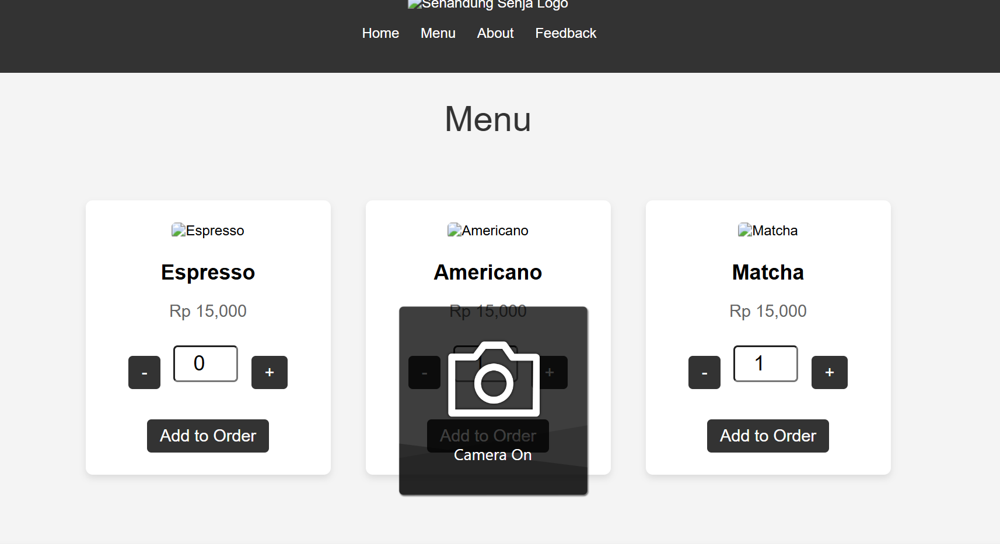 Senandung Senja Logo
Home Menu About Feedback
Menu
Espresso Americano Matcha
Espresso Americano Matcha
Rp 15,000 Rp 15,000 Rp 15,000
- 0 + - + - 1 +
Add to Order Add to Order Add to Order
Camera On